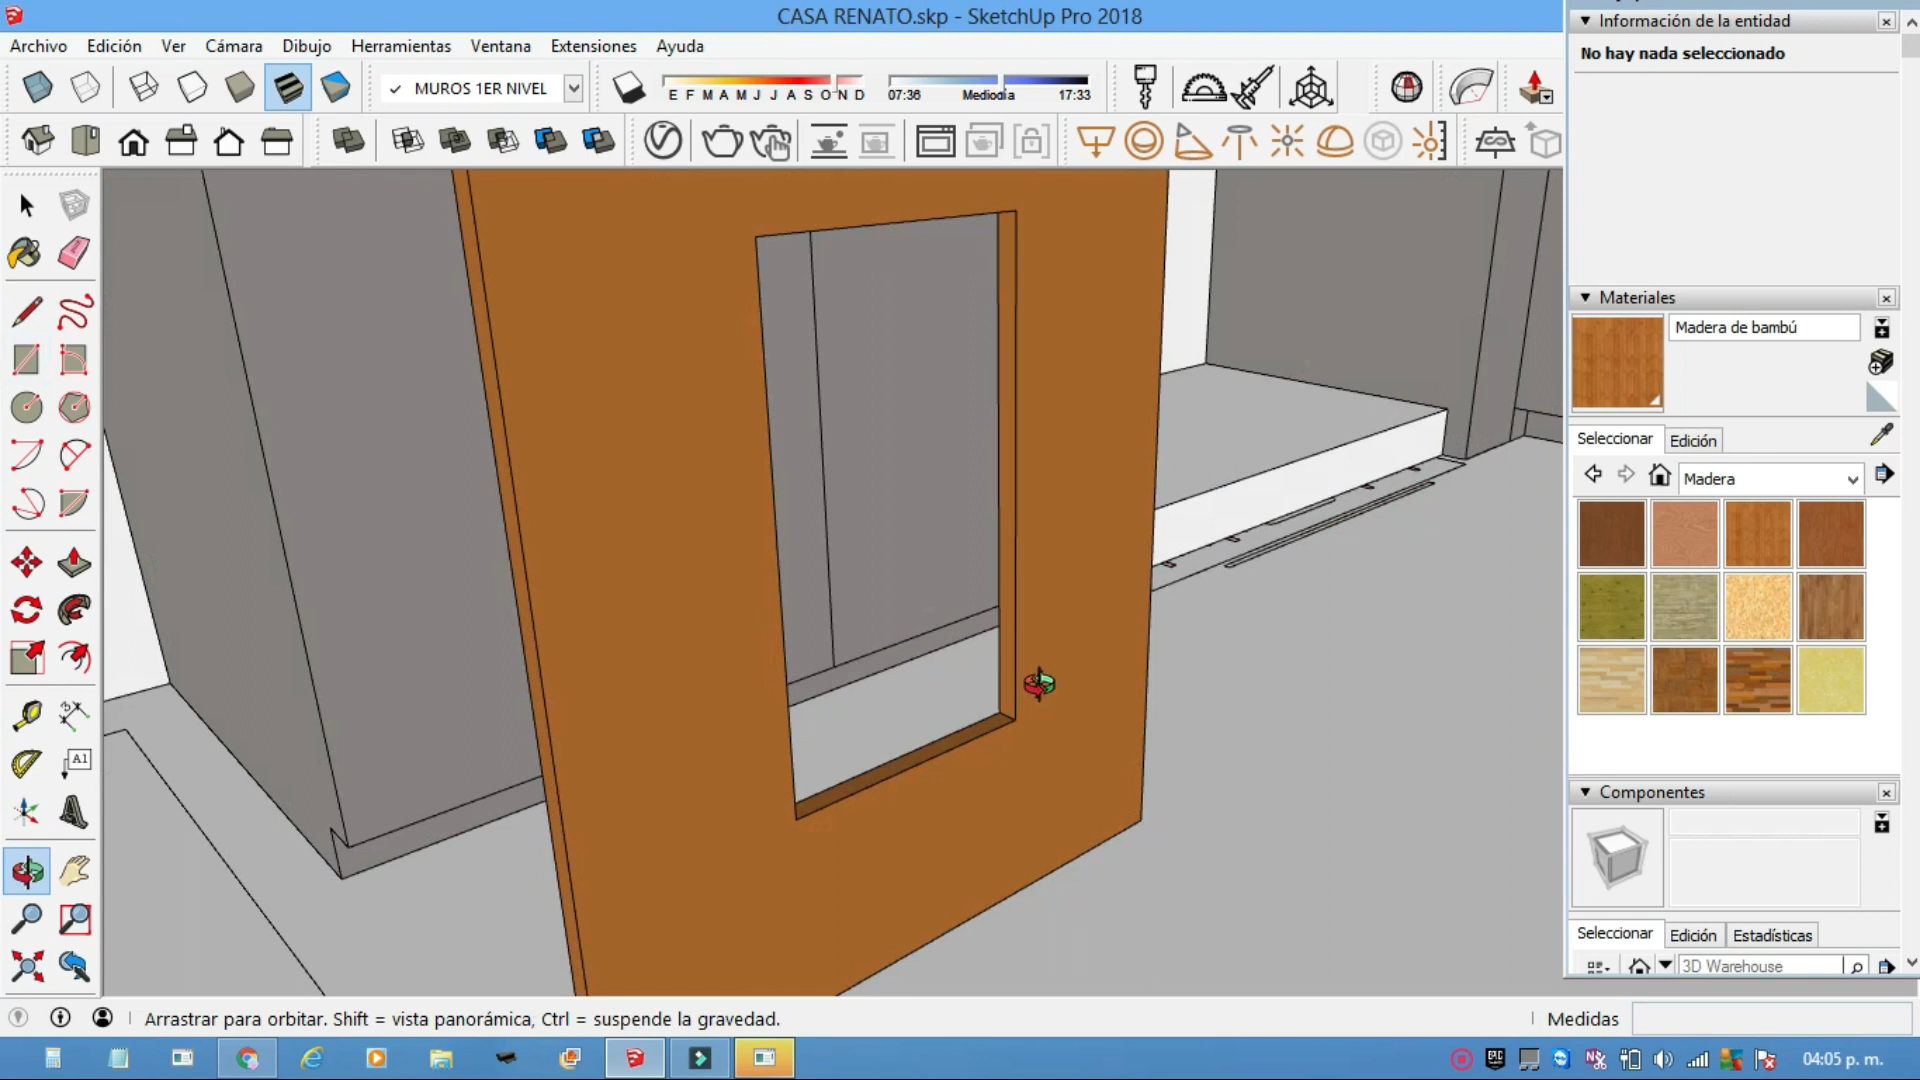 CASA RENATO.skp - SketchUp Pro 2018
Archivo Edición Ver Cámara Dibujo Herramientas Ventana Extensiones Ayuda
MUROS 1ER NIVEL
E F M A M J J A S O N D
07:36 Mediodía 17:33
A1
Información de la entidad
No hay nada seleccionado
Materiales
Madera de bambú
Seleccionar Edición
Madera
Componentes
Seleccionar Edición Estadísticas
3D Warehouse
Arrastrar para orbitar. Shift = vista panorámica, Ctrl = suspende la gravedad.
Medidas
04:05 p. m.